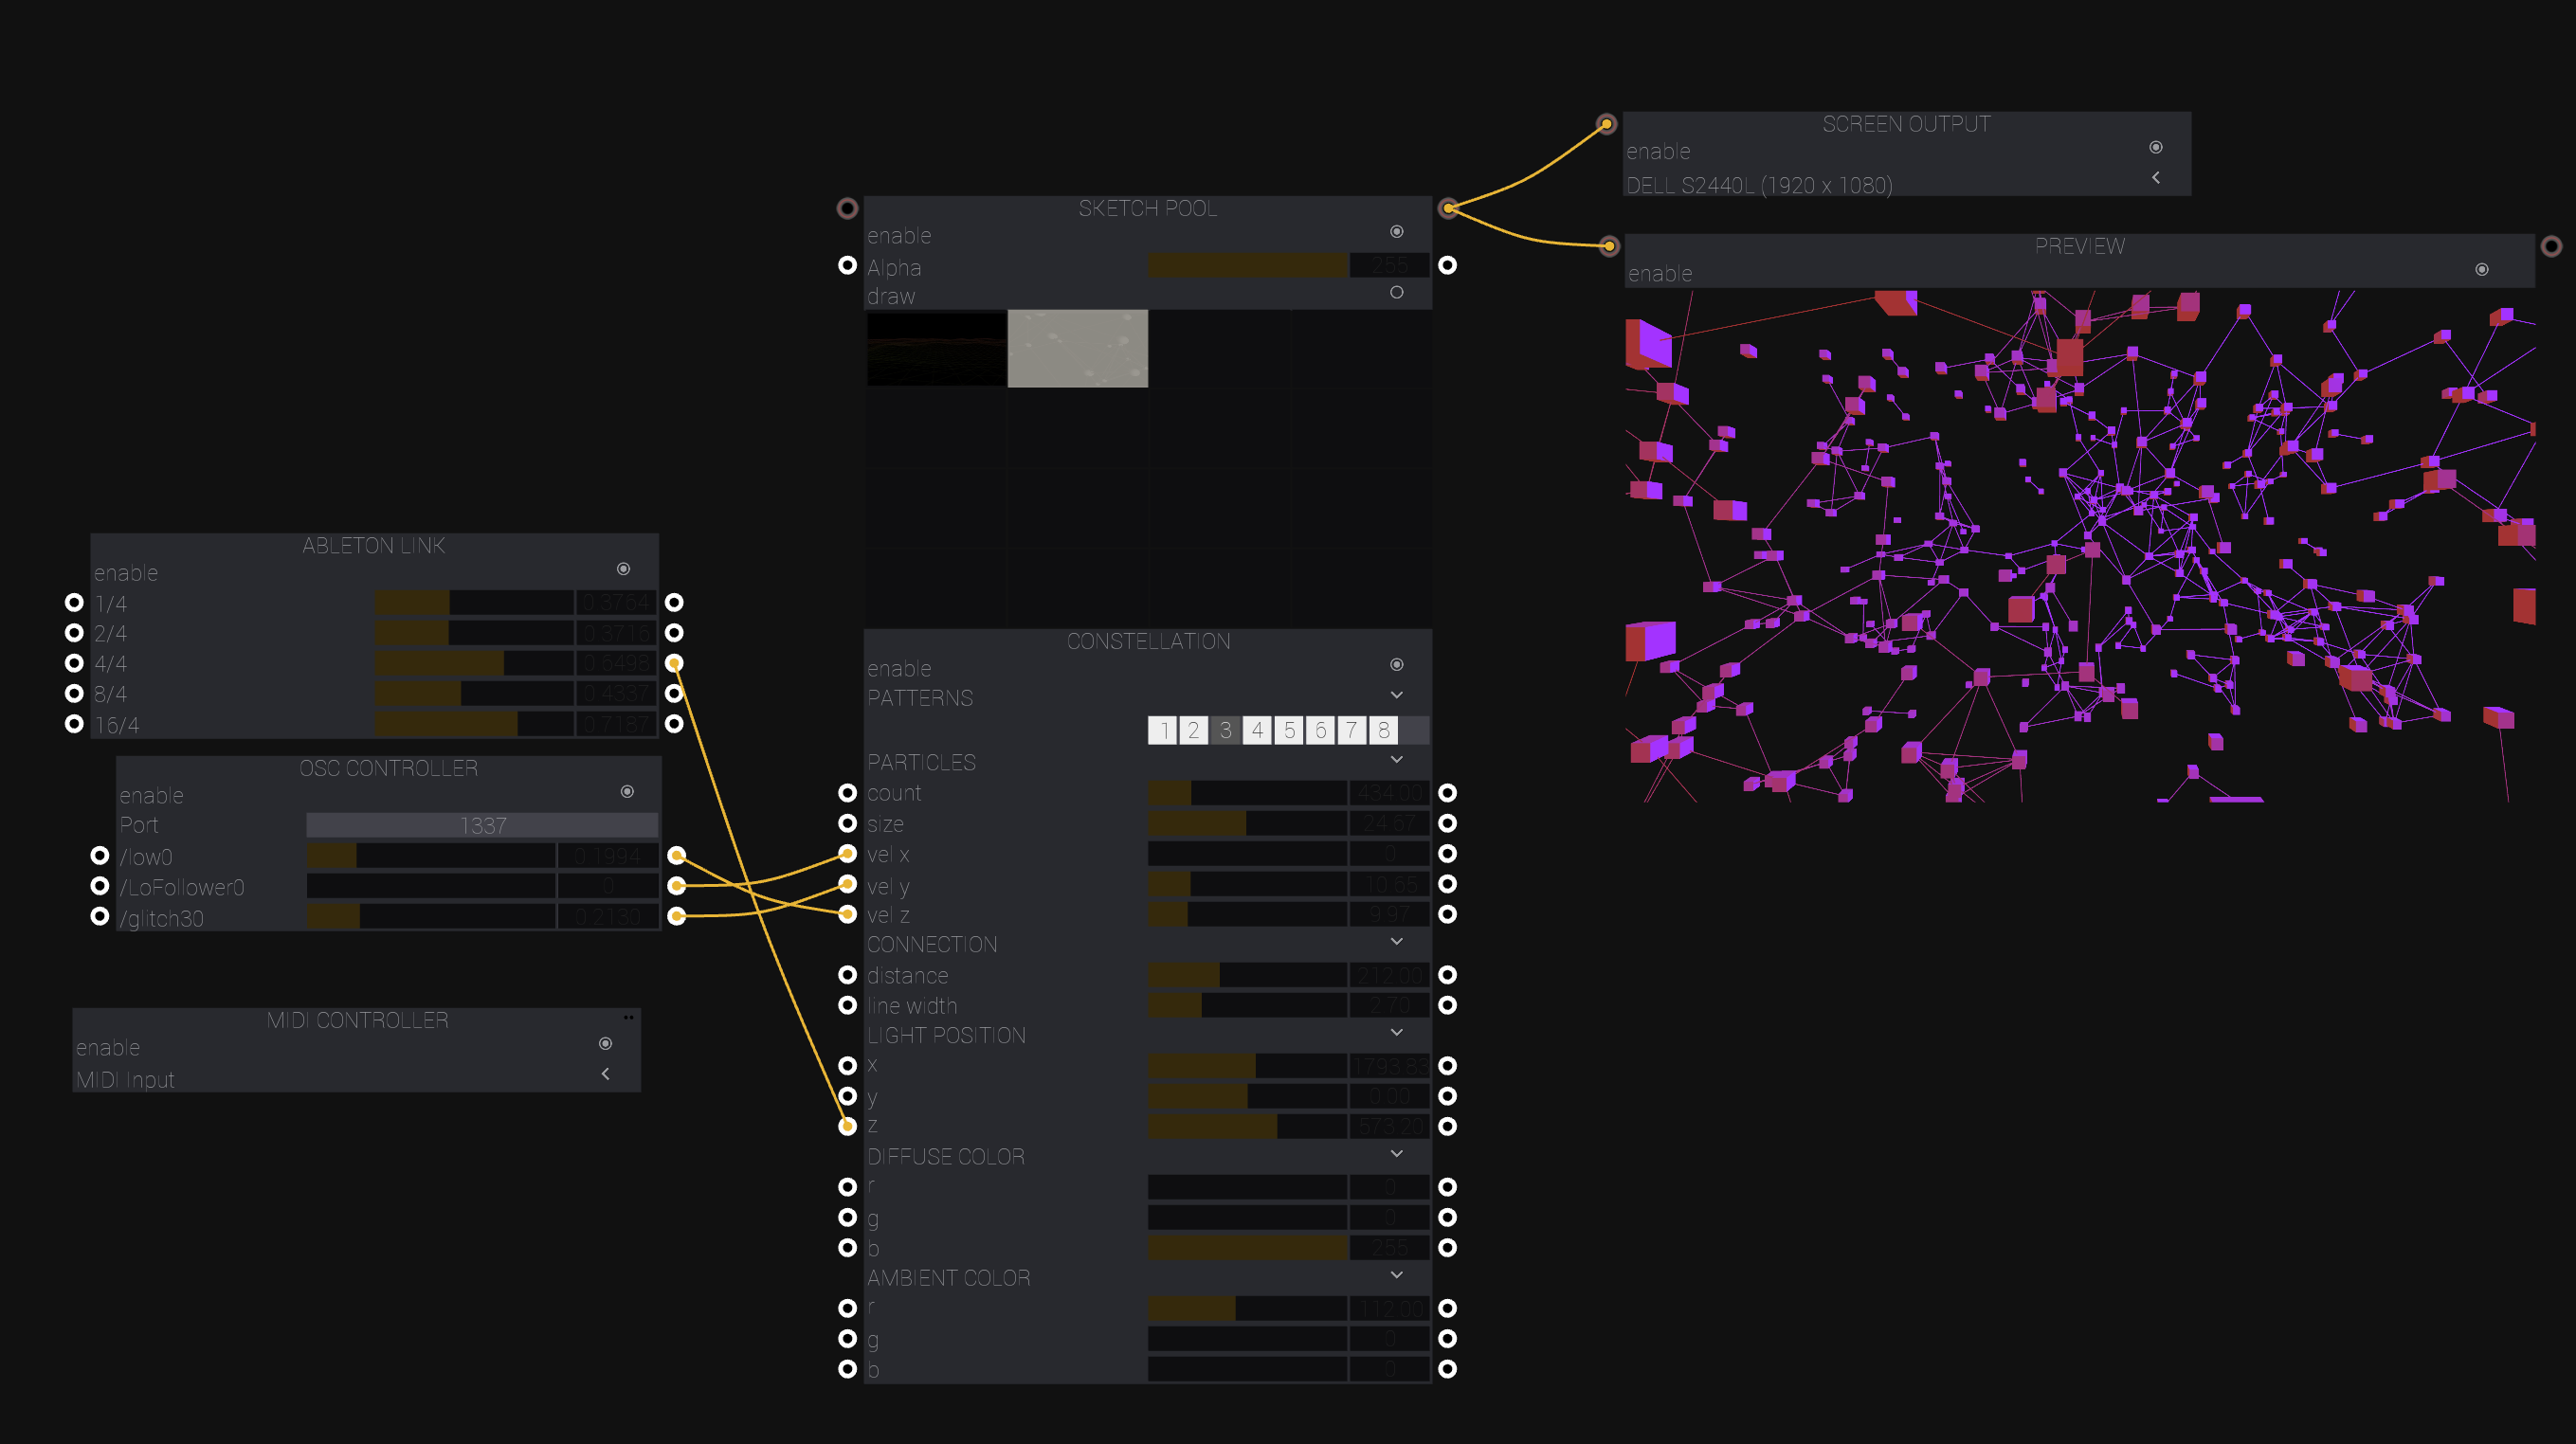 SCREEN OUTPUT
enable
DELL S2440L (1920 x 1080)
PREVIEW
enable
SKETCH POOL
enable
Alpha 255
draw
ABLETON LINK
enable
1/4 0.3754
2/4 0.3716
4/4 0.6498
8/4 0.4337
16/4 0.7187
OSC CONTROLLER
enable
Port 1337
/low0 0.1994
/LoFollower0 0
/glitch30 0.2130
MIDI CONTROLLER
enable
MIDI Input
CONSTELLATION
enable
PATTERNS
1 2 3 4 5 6 7 8
PARTICLES
count 434.00
size 24.67
vel x 0
vel y 10.65
vel z 9.97
CONNECTION
distance 212.00
line width 2.70
LIGHT POSITION
x 1793.83
y 0.00
z 573.20
DIFFUSE COLOR
r 0
g 0
b 255
AMBIENT COLOR
r 112.00
g 0
b 0